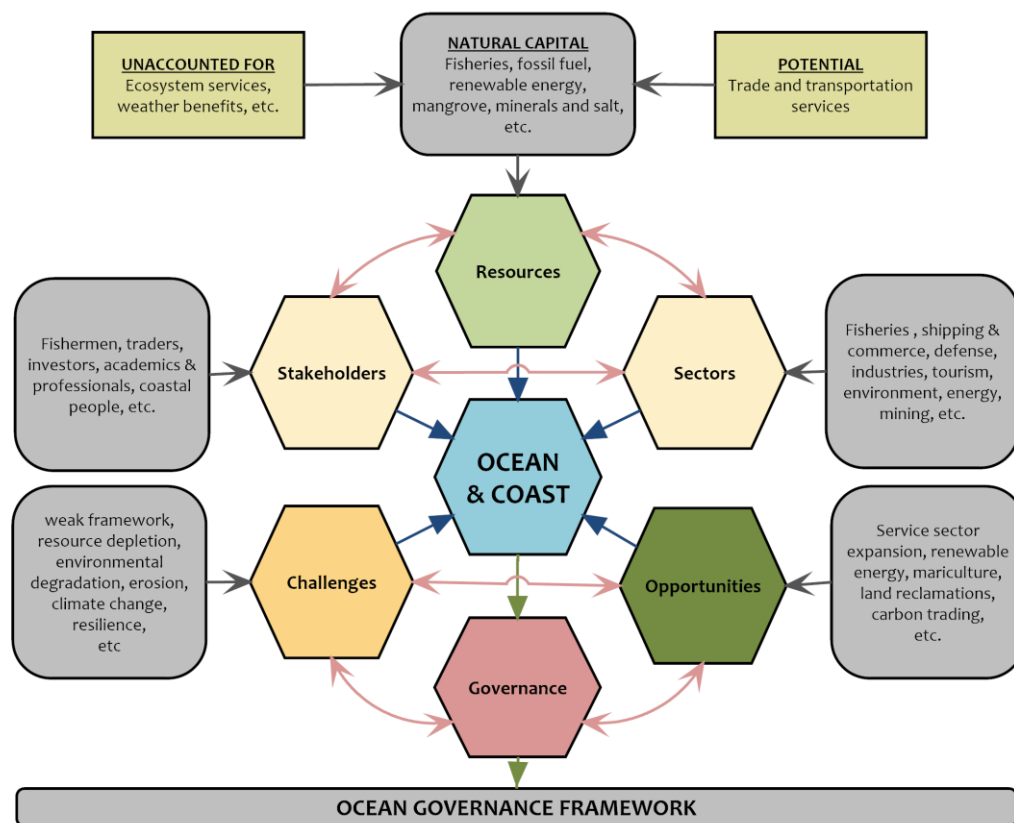 UNACCOUNTED FOR
Ecosystem services,
weather benefits, etc.
NATURAL CAPITAL
Fisheries, fossil fuel,
renewable energy,
mangrove, minerals and salt,
etc.
POTENTIAL
Trade and transportation
services
Resources
Fishermen, traders,
investors, academics &
professionals, coastal
people, etc.
Stakeholders
Sectors
Fisheries , shipping &
commerce, defense,
industries, tourism,
environment, energy,
mining, etc.
OCEAN
& COAST
weak framework,
resource depletion,
environmental
degradation, erosion,
climate change,
resilience,
etc
Challenges
Opportunities
Service sector
expansion, renewable
energy, mariculture,
land reclamations,
carbon trading,
etc.
Governance
OCEAN GOVERNANCE FRAMEWORK